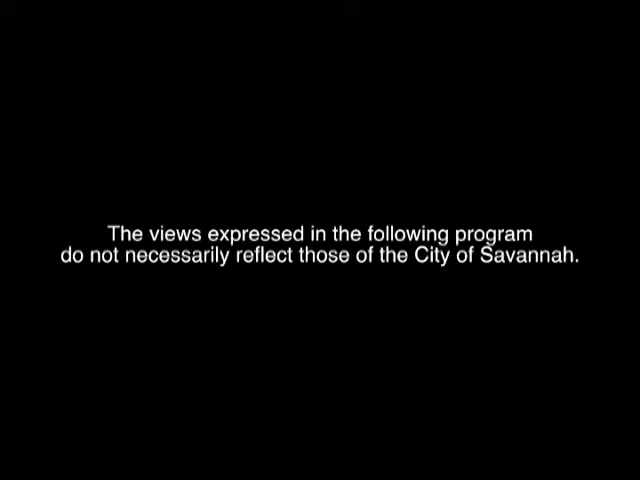 The views expressed in the following program
do not necessarily reflect those of the City of Savannah.